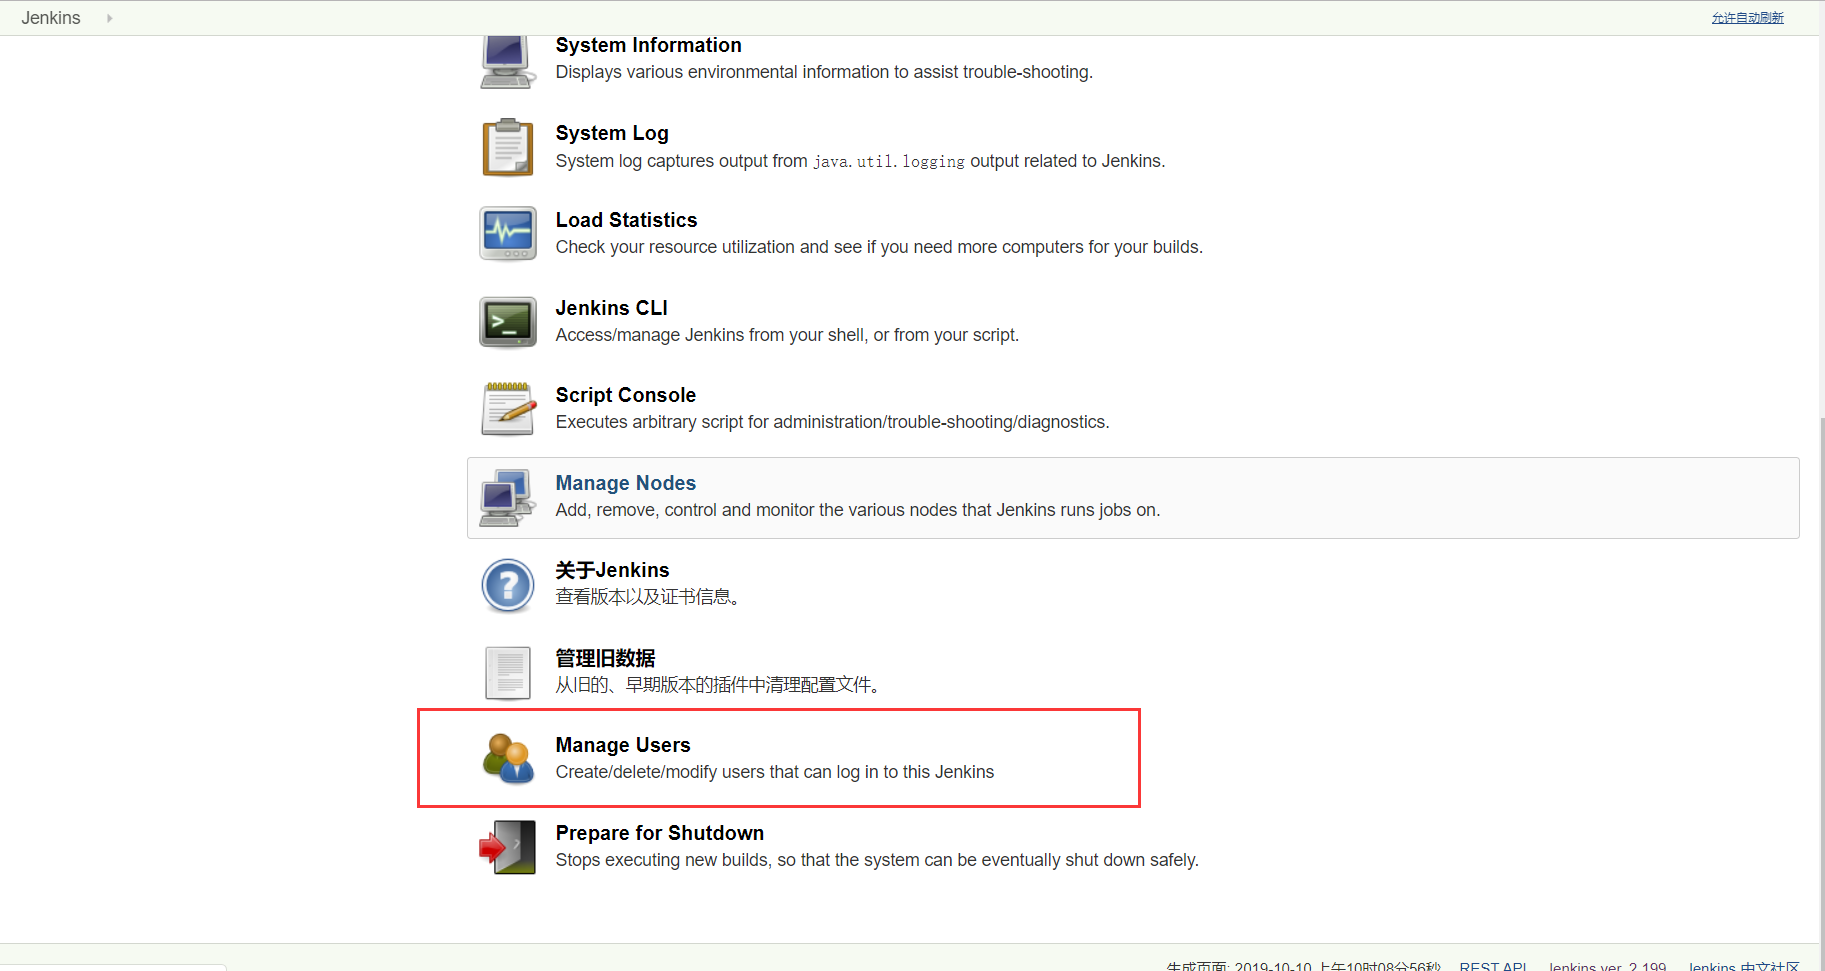 Jenkins
允许自动刷新
System Information
Displays various environmental information to assist trouble-shooting.
System Log
System log captures output from java.util.logging output related to Jenkins.
Load Statistics
Check your resource utilization and see if you need more computers for your builds.
Jenkins CLI
Access/manage Jenkins from your shell, or from your script.
Script Console
Executes arbitrary script for administration/trouble-shooting/diagnostics.
Manage Nodes
Add, remove, control and monitor the various nodes that Jenkins runs jobs on.
关于Jenkins
查看版本以及证书信息。
管理旧数据
从旧的、早期版本的插件中清理配置文件。
Manage Users
Create/delete/modify users that can log in to this Jenkins
Prepare for Shutdown
Stops executing new builds, so that the system can be eventually shut down safely.
生成页面: 2019-10-10 上午10时08分56秒 REST API Jenkins ver. 2.199 Jenkins 中文社区